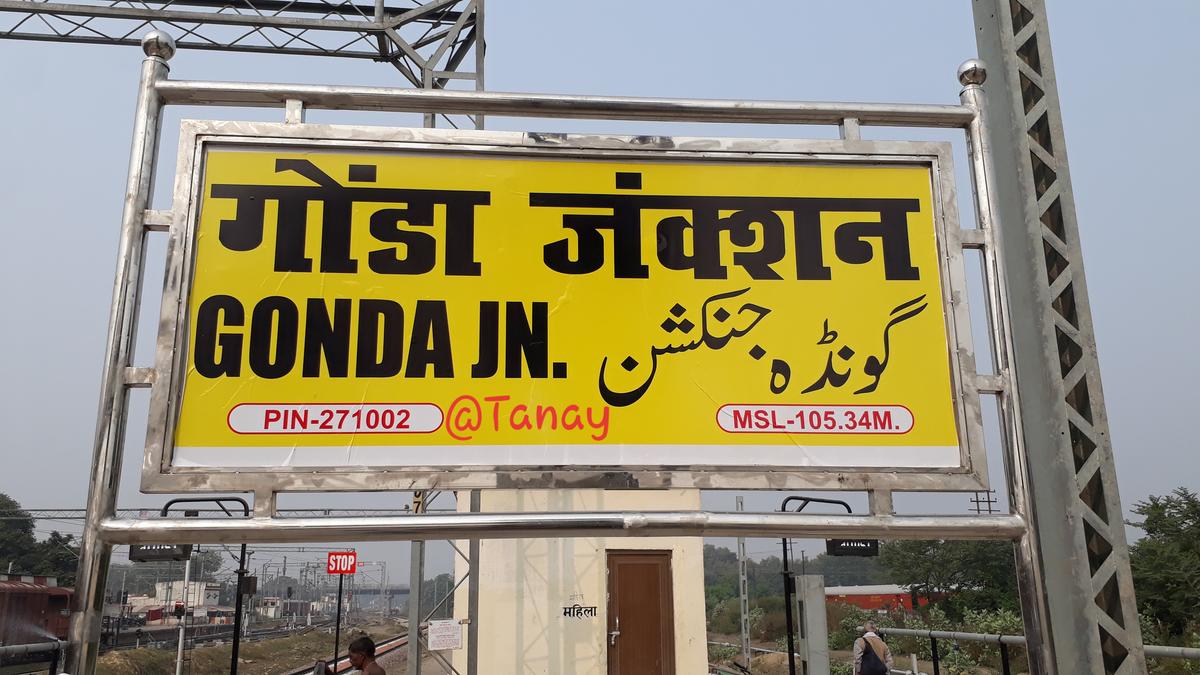 गोंडा जंक्शन
GONDA JN. گونڈہ جنکشن
PIN-271002 @Tanay MSL-105.34M.
STOP
महिला